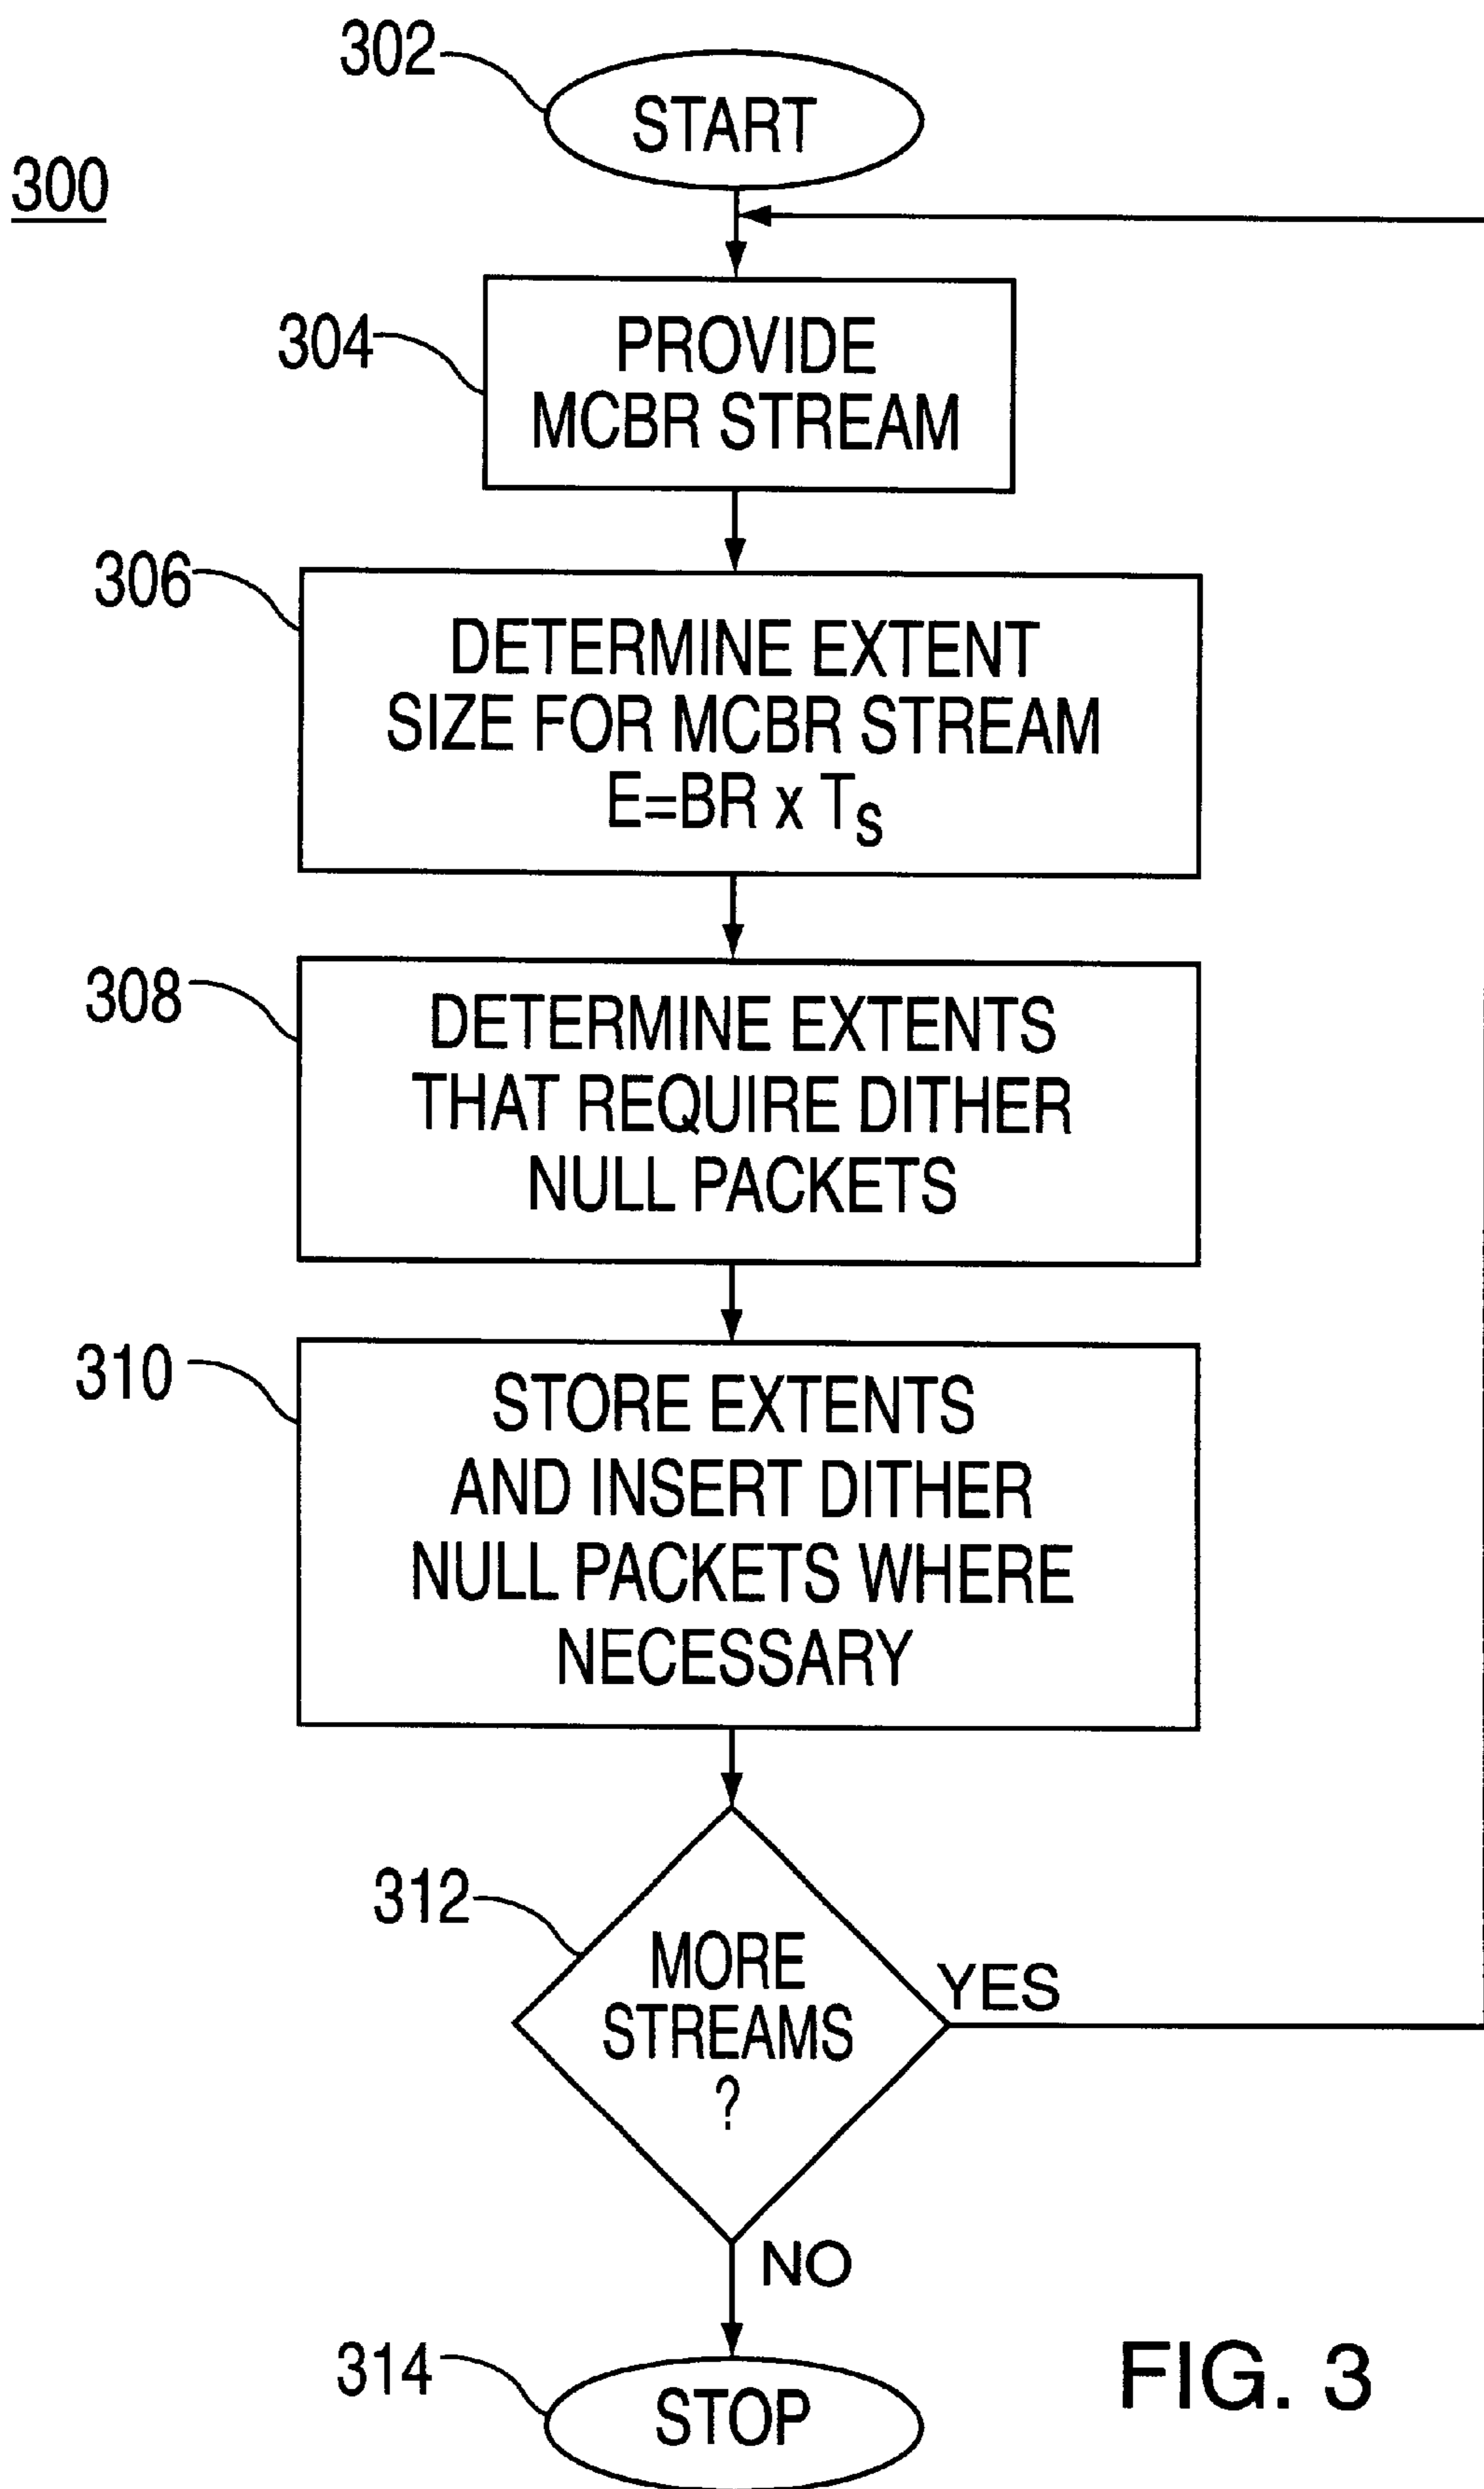 302
START
300
304
PROVIDE
MCBR STREAM
306
DETERMINE EXTENT
SIZE FOR MCBR STREAM
E=BR x Ts
308
DETERMINE EXTENTS
THAT REQUIRE DITHER
NULL PACKETS
310
STORE EXTENTS
AND INSERT DITHER
NULL PACKETS WHERE
NECESSARY
312
MORE
STREAMS
?
YES
NO
314
STOP
FIG. 3